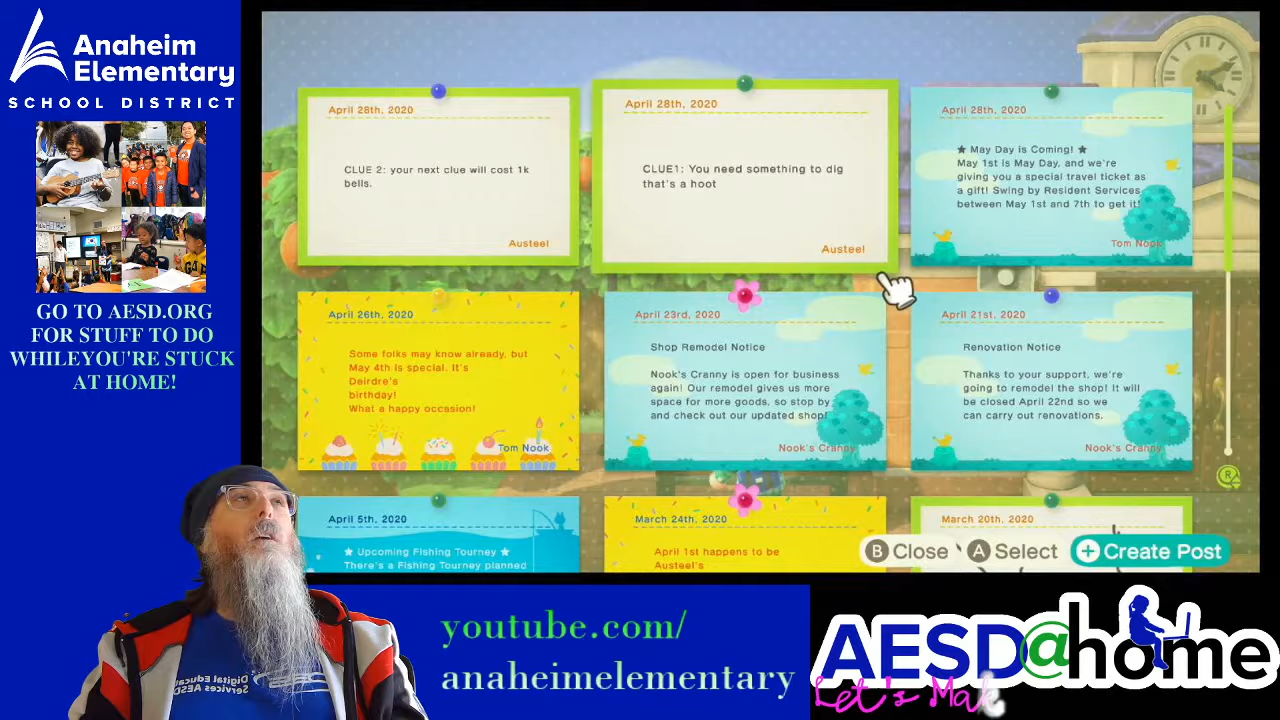 Anaheim
Elementary
SCHOOL DISTRICT
GO TO AESD.ORG
FOR STUFF TO DO
WHILEYOU'RE STUCK
AT HOME!
April 28th, 2020
CLUE 2: your next clue will cost 1k
bells.
Austeel
April 28th, 2020
CLUE1: You need something to dig
that's a hoot
Austeel
April 28th, 2020
★ May Day is Coming! ★
May 1st is May Day, and we're
giving you a special travel ticket as
a gift! Swing by Resident Services
between May 1st and 7th to get it!
Tom Nook
April 26th, 2020
Some folks may know already, but
May 4th is special. It's
Deirdre's
birthday!
What a happy occasion!
Tom Nook
April 23rd, 2020
Shop Remodel Notice
Nook's Cranny is open for business
again! Our remodel gives us more
space for more goods, so stop by
and check out our updated shop!
Nook's Cranny
April 21st, 2020
Renovation Notice
Thanks to your support, we're
going to remodel the shop! It will
be closed April 22nd so we
can carry out renovations.
Nook's Cranny
April 5th, 2020
★ Upcoming Fishing Tourney ★
There's a Fishing Tourney planned
March 24th, 2020
April 1st happens to be
Austeel's
March 20th, 2020
R
B Close
A Select
+ Create Post
Digital Educa
Services AESD
youtube.com/
anaheimelementary
AESD@home
Let's Mak